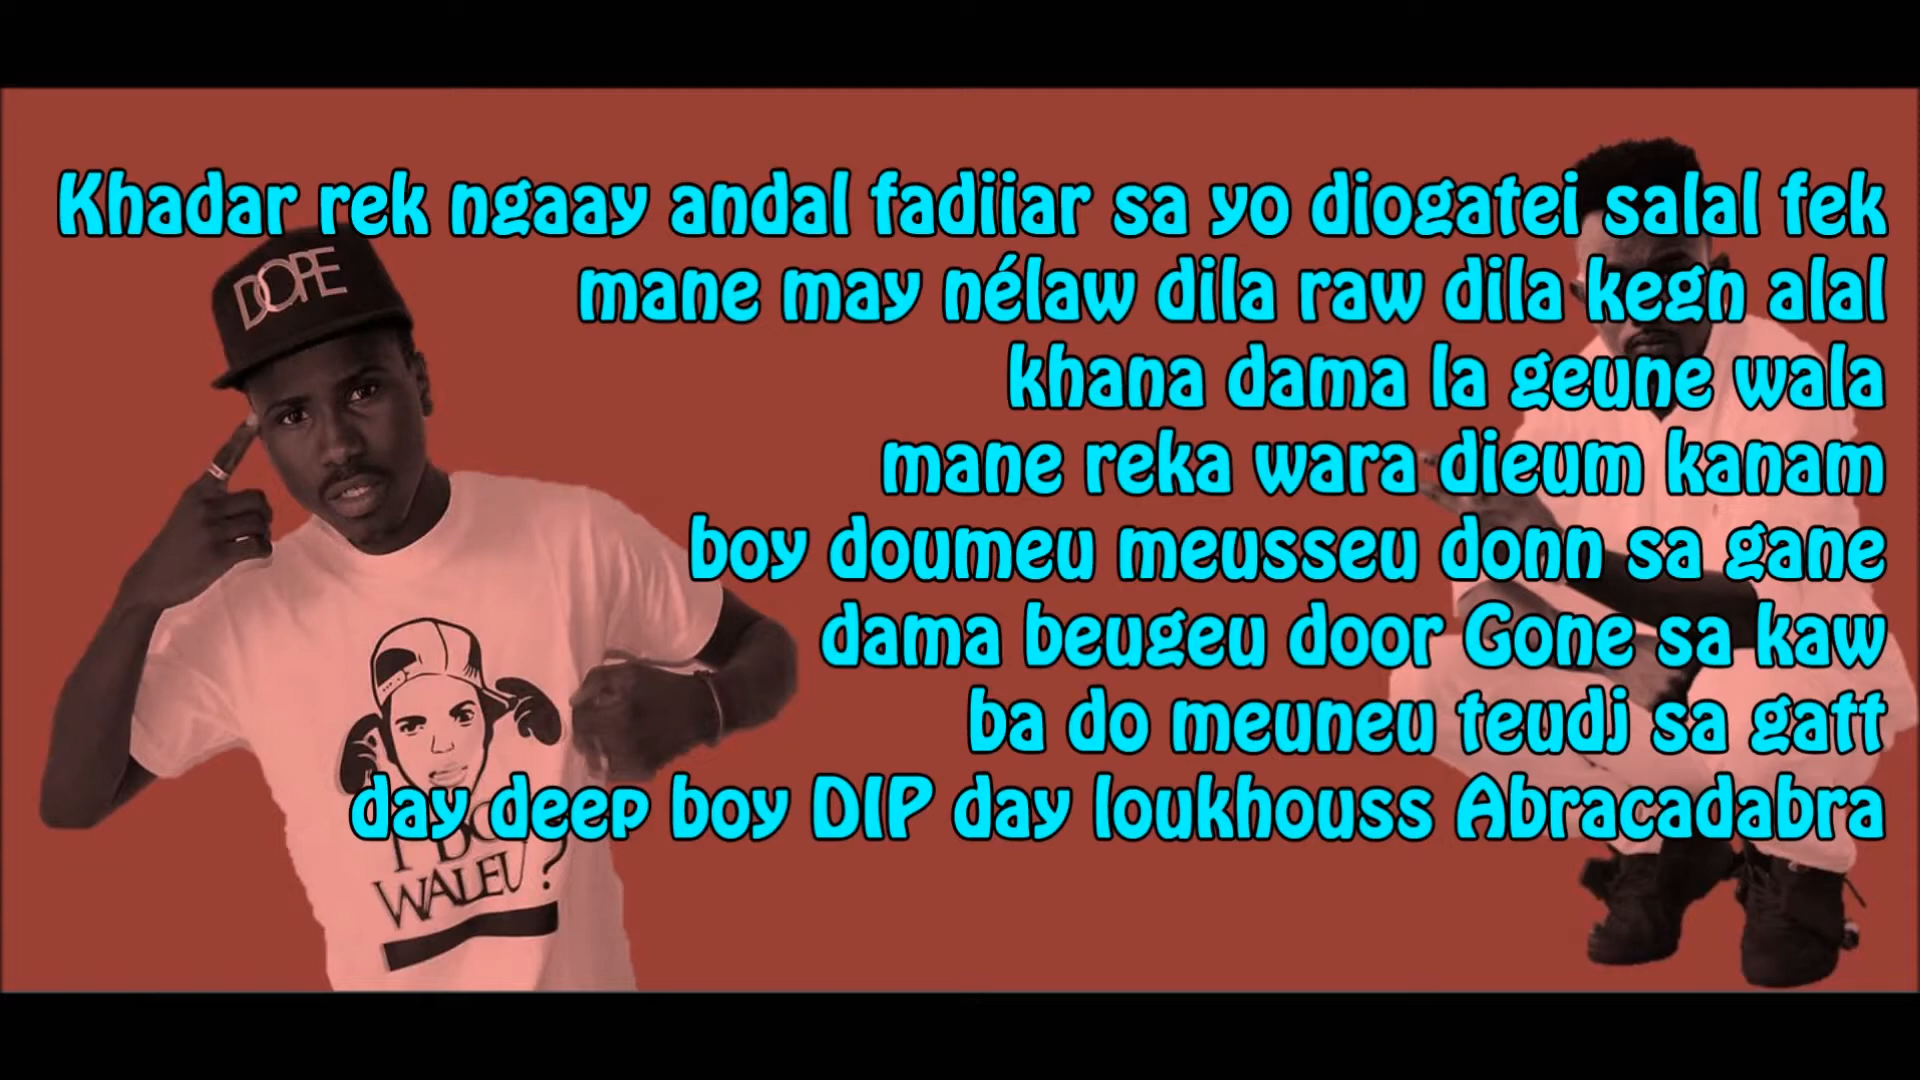 Khadar rek ngaay andal fadiiar sa yo diogatei salal fek
mane may nélaw dila raw dila kegn alal
khana dama la geune wala
mane reka wara dieum kanam
boy doumeu meusseu donn sa gane
dama beugeu door Gone sa kaw
ba do meuneu teudj sa gatt
day deep boy DIP day loukhouss Abracadabra
DOPE
WALEU ?